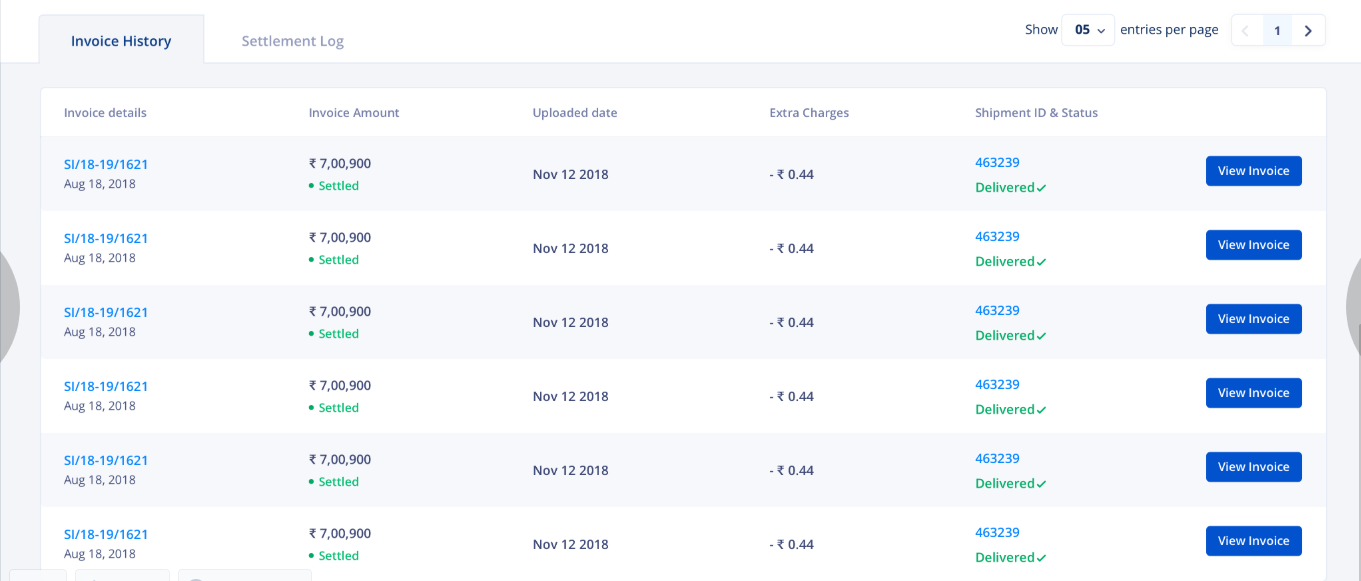 Invoice History
Settlement Log
Show 05 entries per page
1
Invoice details Invoice Amount Uploaded date Extra Charges Shipment ID & Status
SI/18-19/1621 ₹ 7,00,900 Nov 12 2018 - ₹ 0.44 463239 View Invoice
Aug 18, 2018 • Settled Delivered✓
SI/18-19/1621 ₹ 7,00,900 Nov 12 2018 - ₹ 0.44 463239 View Invoice
Aug 18, 2018 • Settled Delivered✓
SI/18-19/1621 ₹ 7,00,900 Nov 12 2018 - ₹ 0.44 463239 View Invoice
Aug 18, 2018 • Settled Delivered✓
SI/18-19/1621 ₹ 7,00,900 Nov 12 2018 - ₹ 0.44 463239 View Invoice
Aug 18, 2018 • Settled Delivered✓
SI/18-19/1621 ₹ 7,00,900 Nov 12 2018 - ₹ 0.44 463239 View Invoice
Aug 18, 2018 • Settled Delivered✓
SI/18-19/1621 ₹ 7,00,900 Nov 12 2018 - ₹ 0.44 463239 View Invoice
Aug 18, 2018 • Settled Delivered✓